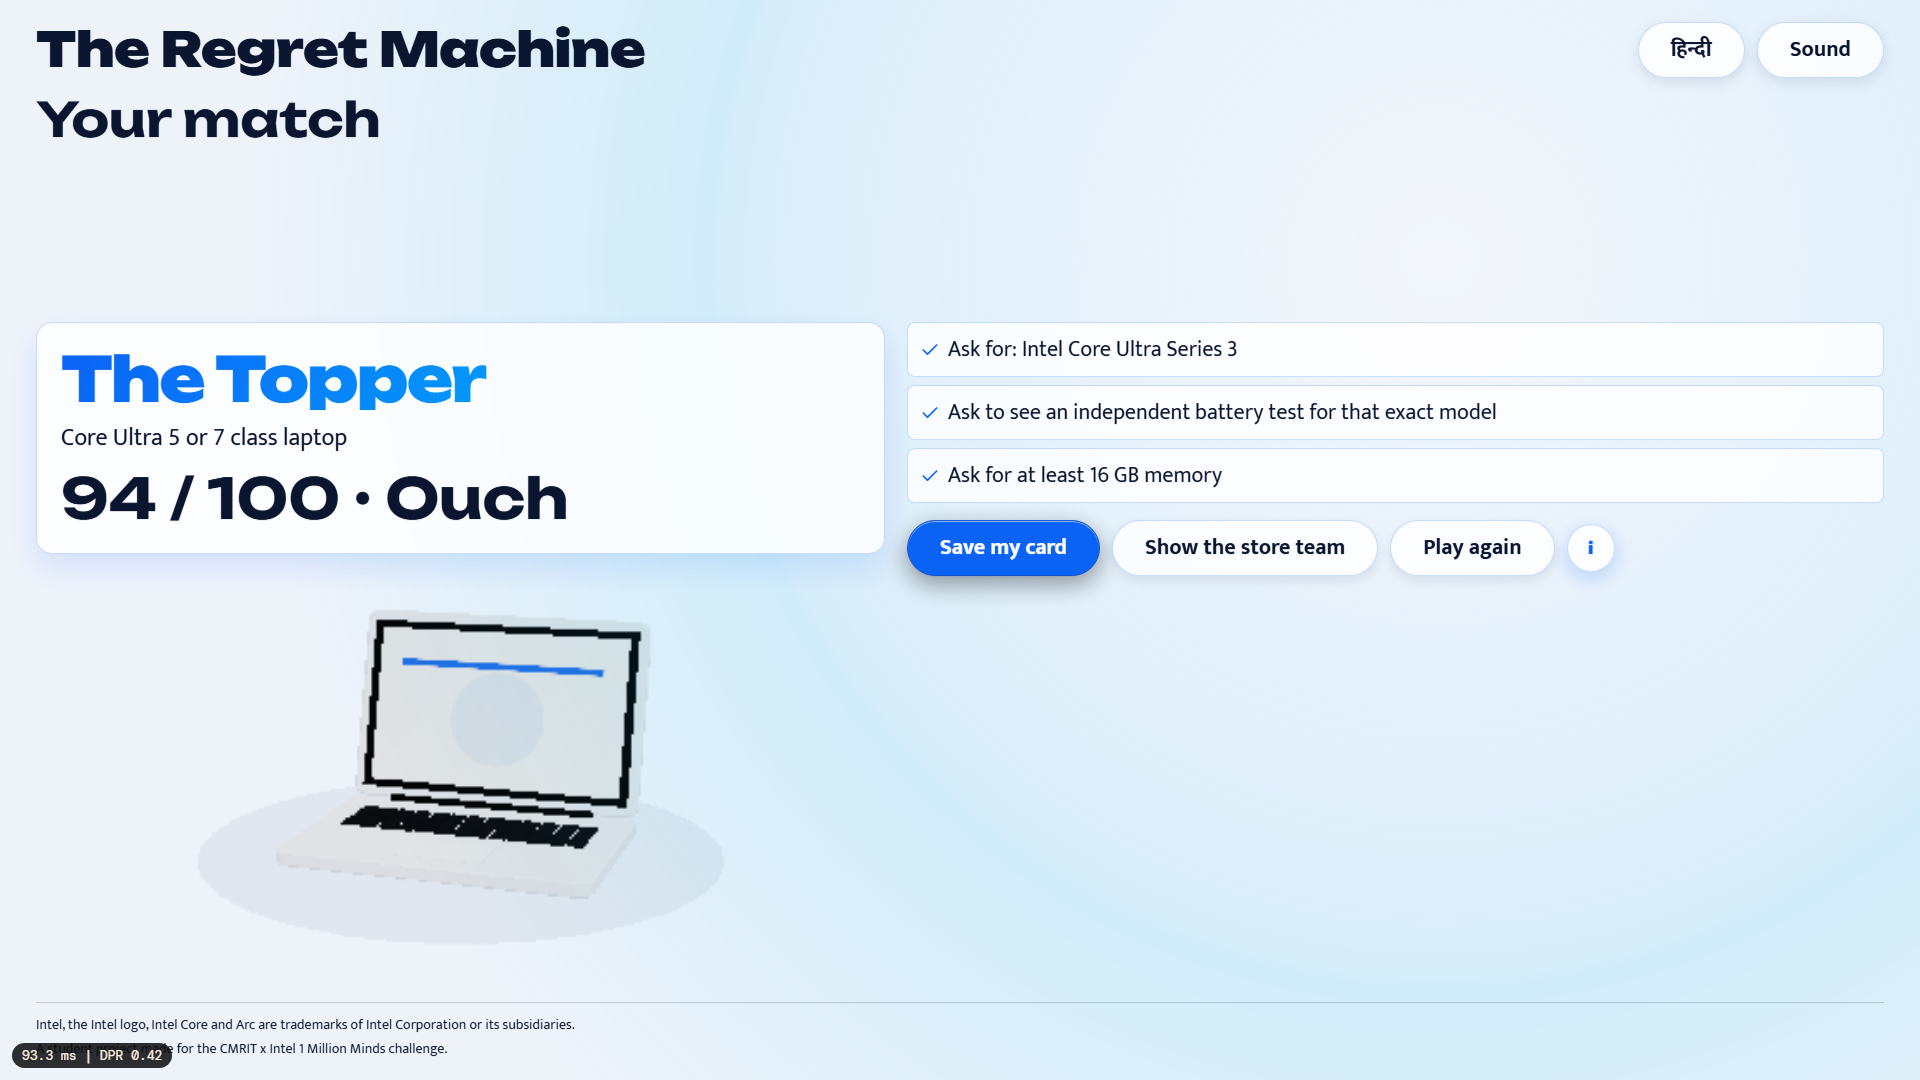 The Regret Machine
हिन्दी
Sound
Your match
The Topper
Core Ultra 5 or 7 class laptop
94 / 100 · Ouch
Ask for: Intel Core Ultra Series 3
Ask to see an independent battery test for that exact model
Ask for at least 16 GB memory
Save my card
Show the store team
Play again
i
Intel, the Intel logo, Intel Core and Arc are trademarks of Intel Corporation or its subsidiaries.
A student project made for the CMRIT x Intel 1 Million Minds challenge.
93.3 ms | DPR 0.42